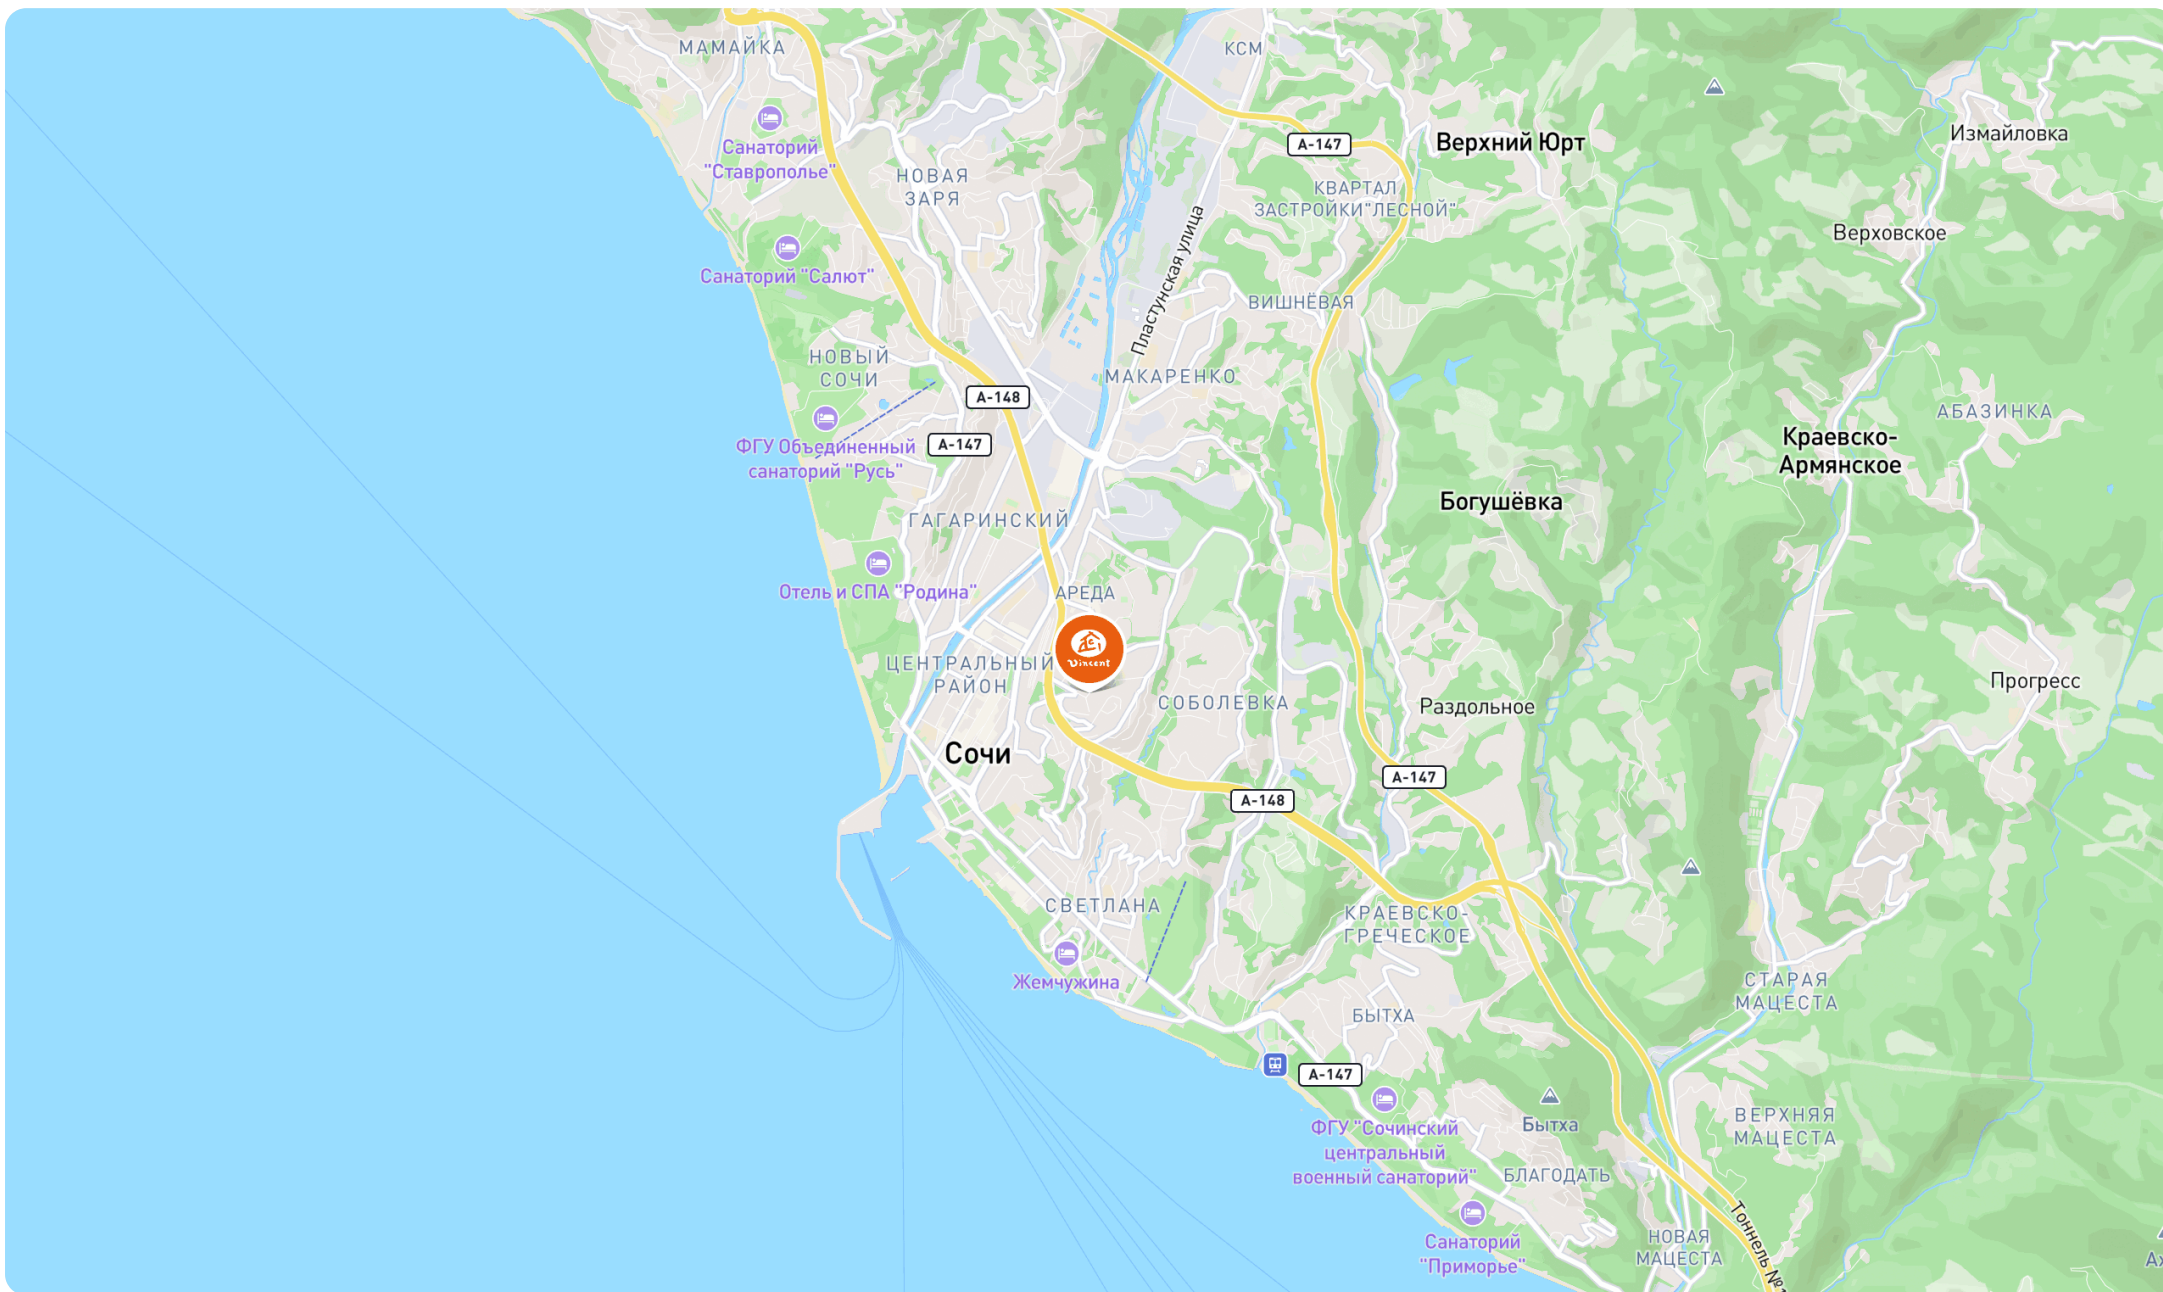 МАМАЙКА
КСМ
Санаторий
"Ставрополье"
А-147
Верхний Юрт
Измайловка
НОВАЯ
ЗАРЯ
КВАРТАЛ
ЗАСТРОЙКИ"ЛЕСНОЙ"
Верховское
Пластунская улица
Санаторий "Салют"
ВИШНЁВАЯ
НОВЫЙ
СОЧИ
МАКАРЕНКО
А-148
АБАЗИНКА
ФГУ Объединенный
санаторий "Русь"
А-147
Краевско-
Армянское
Богушёвка
ГАГАРИНСКИЙ
Отель и СПА "Родина"
АРЕДА
Vincent
ЦЕНТРАЛЬНЫЙ
РАЙОН
СОБОЛЕВКА
Раздольное
Прогресс
Сочи
А-147
А-148
СВЕТЛАНА
КРАЕВСКО-
ГРЕЧЕСКОЕ
Жемчужина
СТАРАЯ
МАЦЕСТА
БЫТХА
А-147
ФГУ "Сочинский
центральный
военный санаторий"
Бытха
ВЕРХНЯЯ
МАЦЕСТА
БЛАГОДАТЬ
Санаторий
"Приморье"
НОВАЯ
МАЦЕСТА
Тоннель №